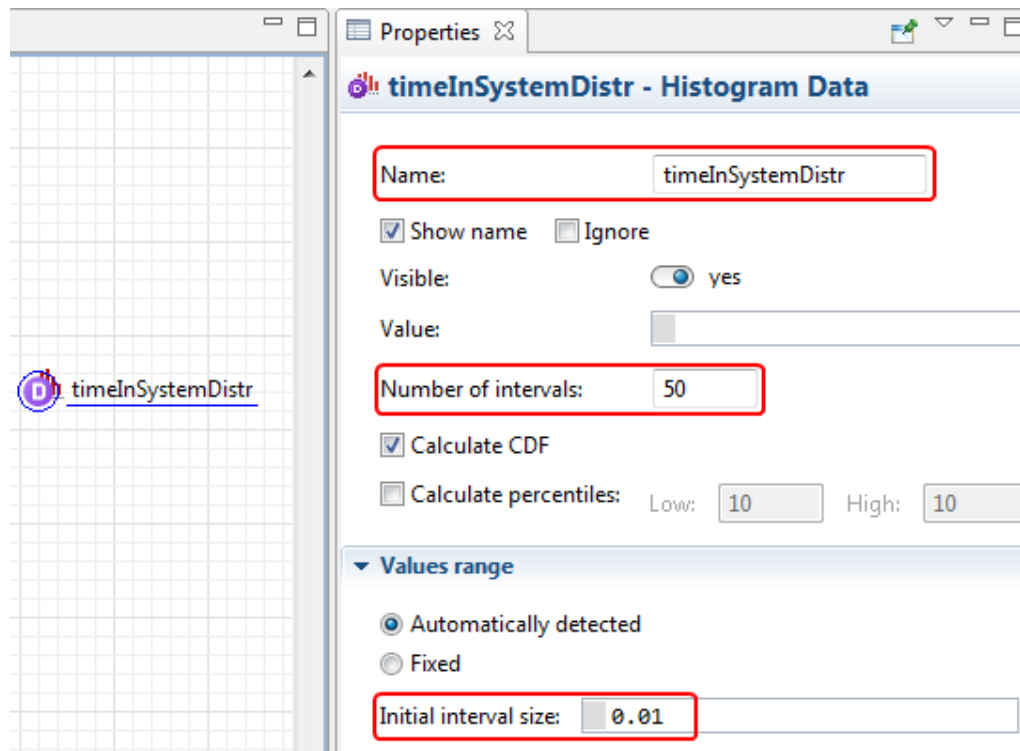 Properties
timeInSystemDistr - Histogram Data
Name: timeInSystemDistr
Show name Ignore
Visible: yes
Value:
timeInSystemDistr
Number of intervals: 50
Calculate CDF
Calculate percentiles: Low: 10 High: 10
Values range
Automatically detected
Fixed
Initial interval size: 0.01